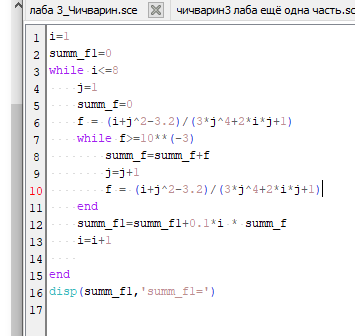 лаба 3_Чичварин.sce чичварин3 лаба ещё одна часть.sc
1 i=1
2 summ_f1=0
3 while i<=8
4 j=1
5 summ_f=0
6 f = (i+j^2-3.2)/(3*j^4+2*i*j+1)
7 while f>=10**(-3)
8 summ_f=summ_f+f
9 j=j+1
10 f = (i+j^2-3.2)/(3*j^4+2*i*j+1)
11 end
12 summ_f1=summ_f1+0.1*i * summ_f
13 i=i+1
14
15 end
16 disp(summ_f1,'summ_f1=')
17